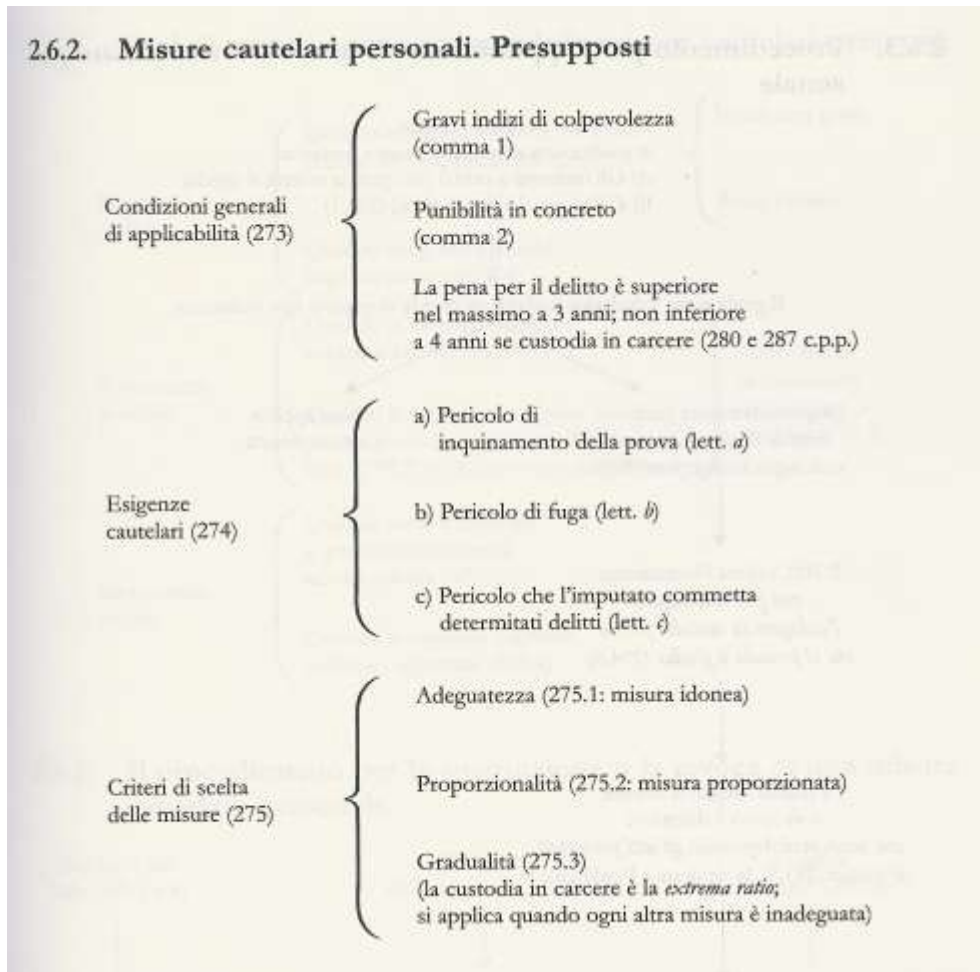 2.6.2. Misure cautelari personali. Presupposti
Condizioni generali
di applicabilità (273)
Gravi indizi di colpevolezza
(comma 1)
Punibilità in concreto
(comma 2)
La pena per il delitto è superiore
nel massimo a 3 anni; non inferiore
a 4 anni se custodia in carcere (280 e 287 c.p.p.)
Esigenze
cautelari (274)
a) Pericolo di
inquinamento della prova (lett. a)
b) Pericolo di fuga (lett. b)
c) Pericolo che l'imputato commetta
determitati delitti (lett. c)
Criteri di scelta
delle misure (275)
Adeguatezza (275.1: misura idonea)
Proporzionalità (275.2: misura proporzionata)
Gradualità (275.3)
(la custodia in carcere è la extrema ratio;
si applica quando ogni altra misura è inadeguata)